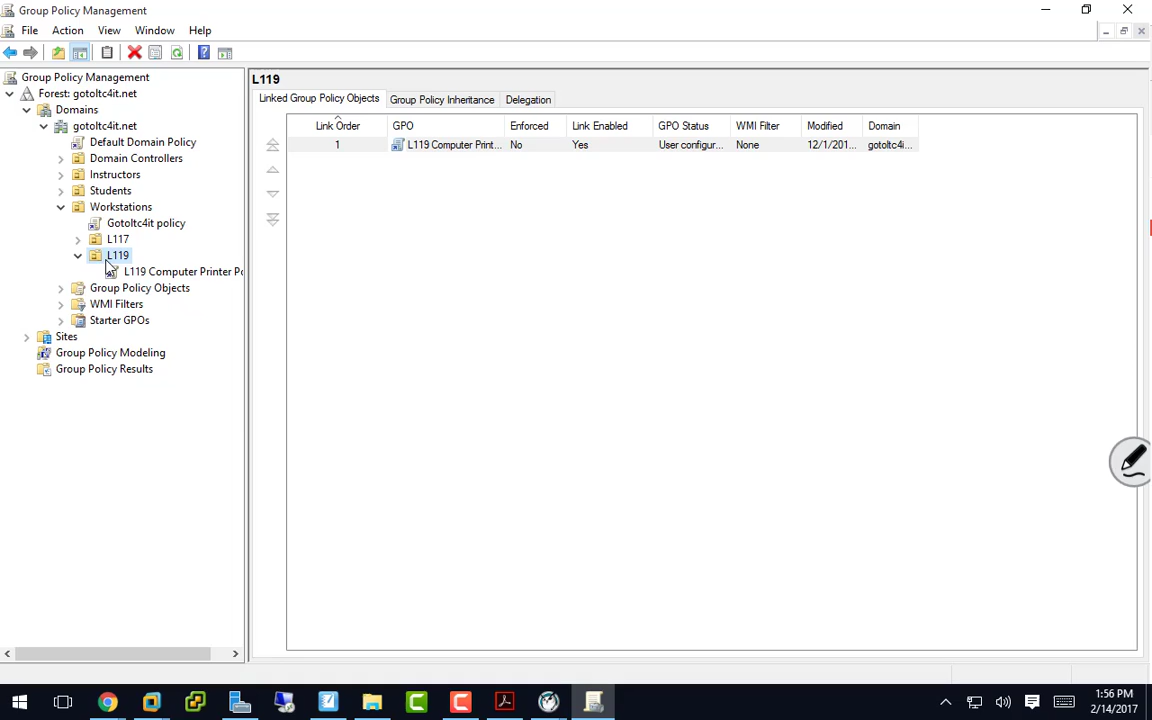 Group Policy Management
File Action View Window Help
Group Policy Management
Forest: gotoltc4it.net
Domains
gotoltc4it.net
Default Domain Policy
Domain Controllers
Instructors
Students
Workstations
Gotoltc4it policy
L117
L119
L119 Computer Printer Po
Group Policy Objects
WMI Filters
Starter GPOs
Sites
Group Policy Modeling
Group Policy Results
L119
Linked Group Policy Objects Group Policy Inheritance Delegation
Link Order GPO Enforced Link Enabled GPO Status WMI Filter Modified Domain
1 L119 Computer Print... No Yes User configur... None 12/1/201... gotoltc4i...
1:56 PM
2/14/2017